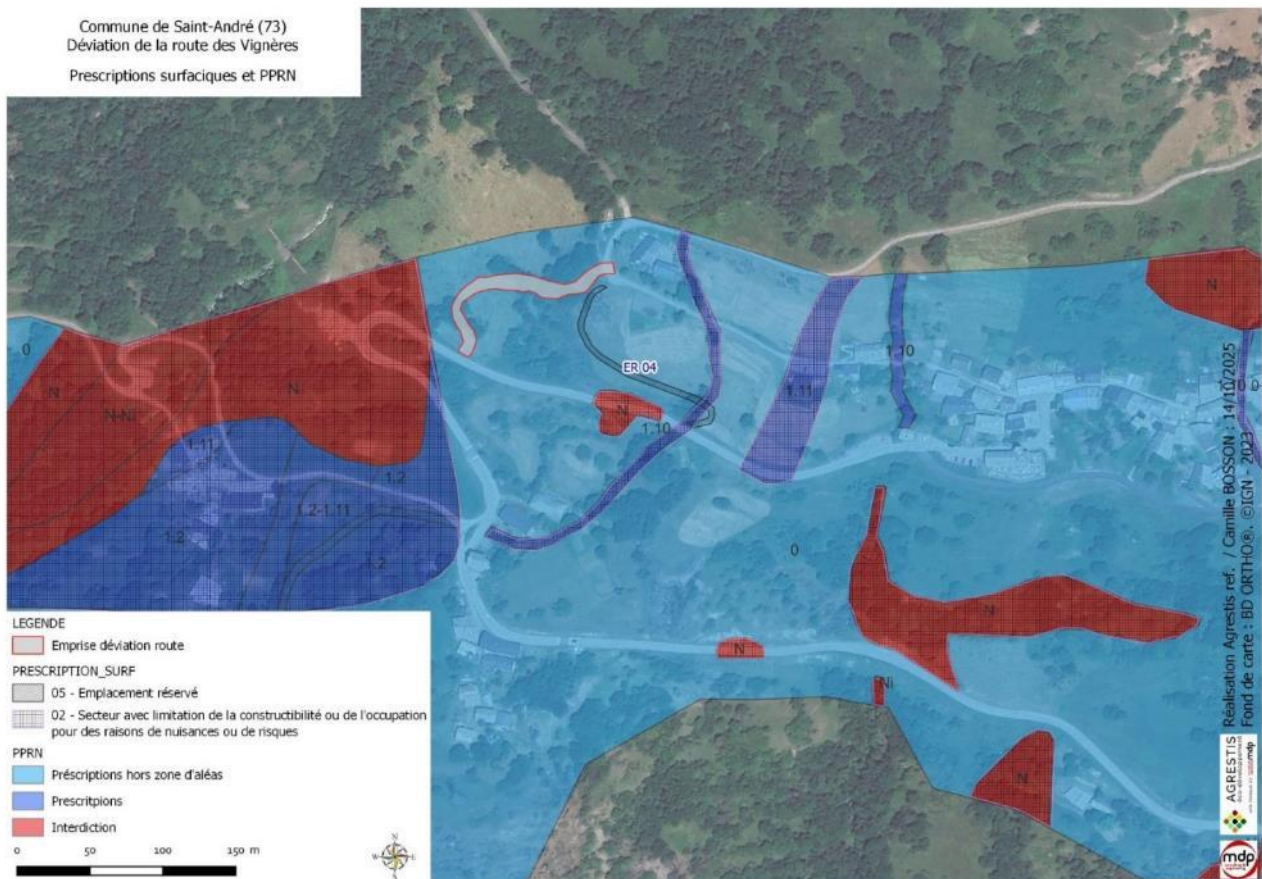 Commune de Saint-André (73)
Déviation de la route des Vignères
Prescriptions surfaciques et PPRN
0
N
N-Ni
N
1.11
1.2
1.2
1.2-1.11
1.2
ER 04
N
1.10
1.11
1.10
N
1.10
0
N
N
Ni
N
LEGENDE
Emprise déviation route
PRESCRIPTION_SURF
05 - Emplacement réservé
02 - Secteur avec limitation de la constructibilité ou de l'occupation
pour des raisons de nuisances ou de risques
PPRN
Préscriptions hors zone d'aléas
Prescritpions
Interdiction
0 50 100 150 m
N
W E
S
Réalisation Agrestis ref. / Camille BOSSON : 14/10/2025
Fond de carte : BD ORTHO®. ©IGN - 2023
AGRESTIS
mdp